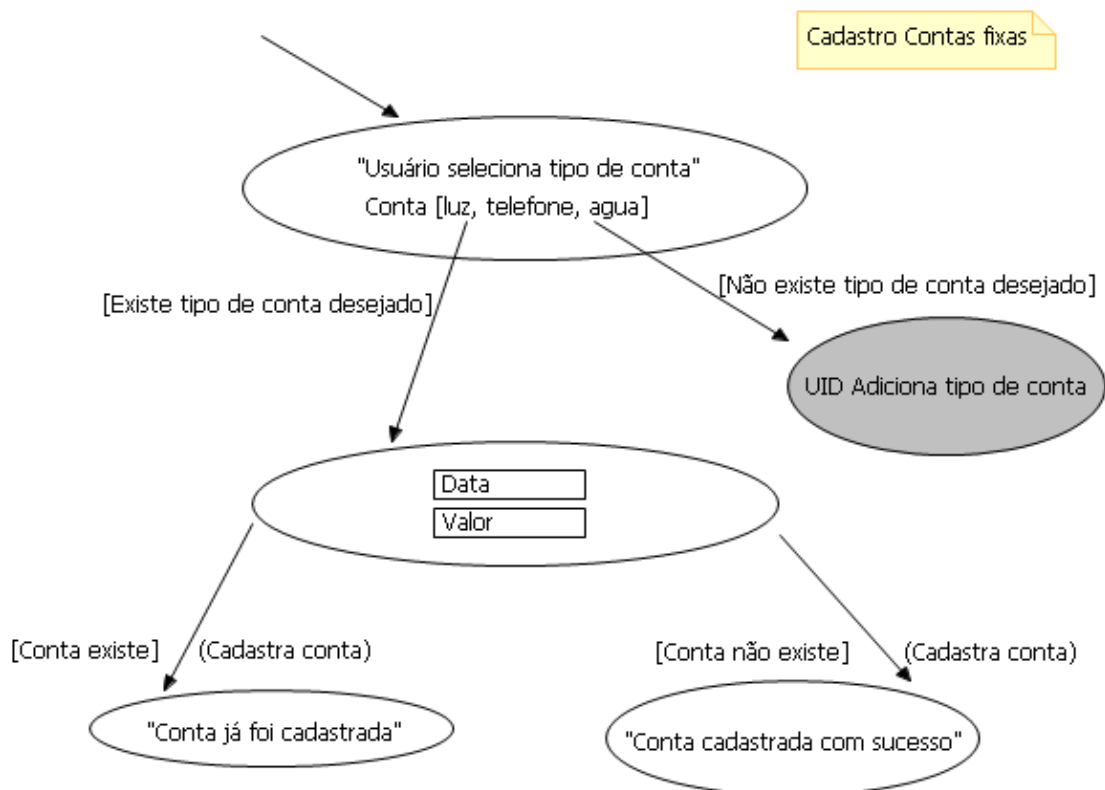 Cadastro Contas fixas
"Usuário seleciona tipo de conta"
Conta [luz, telefone, agua]
[Existe tipo de conta desejado]
[Não existe tipo de conta desejado]
UID Adiciona tipo de conta
Data
Valor
[Conta existe] (Cadastra conta)
[Conta não existe] (Cadastra conta)
"Conta já foi cadastrada"
"Conta cadastrada com sucesso"